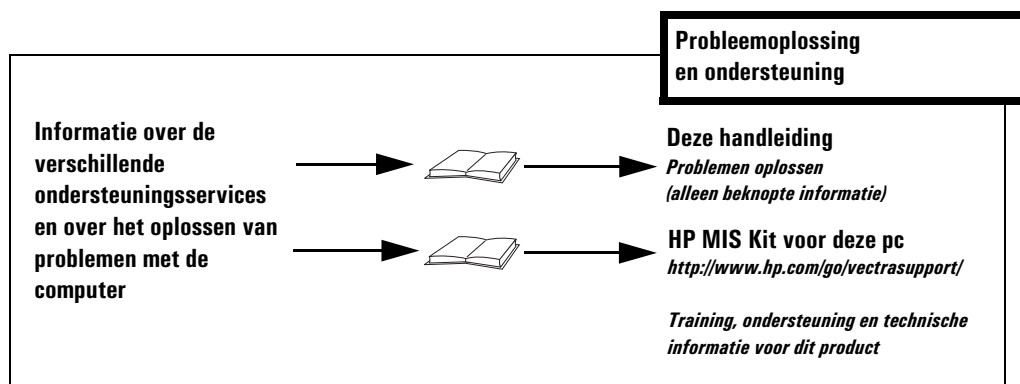 Probleemoplossing
en ondersteuning
Informatie over de
verschillende
ondersteuningsservices
en over het oplossen van
problemen met de
computer
Deze handleiding
Problemen oplossen
(alleen beknopte informatie)
HP MIS Kit voor deze pc
http://www.hp.com/go/vectrasupport/
Training, ondersteuning en technische
informatie voor dit product